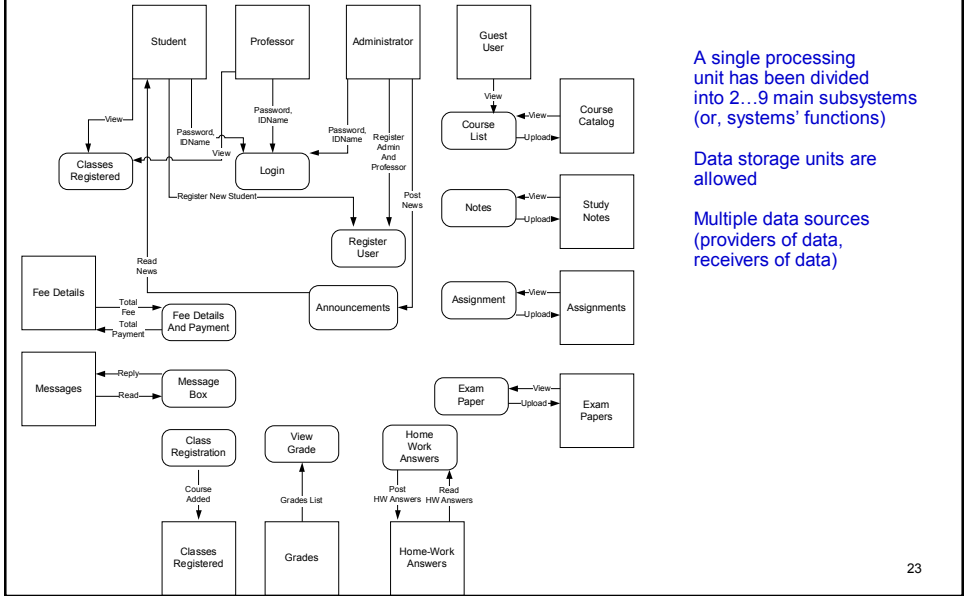 Student
Professor
Administrator
Guest
User
A single processing
unit has been divided
into 2…9 main subsystems
(or, systems' functions)
Data storage units are
allowed
Multiple data sources
(providers of data,
receivers of data)
View
Password,
IDName
Password,
IDName
View
Password,
IDName
Register
Admin
And
Professor
View
Course
List
View
Upload
Course
Catalog
Classes
Registered
Login
Register New Student
Post
News
Notes
View
Upload
Study
Notes
Register
User
Read
News
Fee Details
Total
Fee
Total
Payment
Fee Details
And Payment
Announcements
Assignment
View
Upload
Assignments
Messages
Reply
Read
Message
Box
Exam
Paper
View
Upload
Exam
Papers
Class
Registration
View
Grade
Home
Work
Answers
Course
Added
Grades List
Post
HW Answers
Read
HW Answers
Classes
Registered
Grades
Home-Work
Answers
23